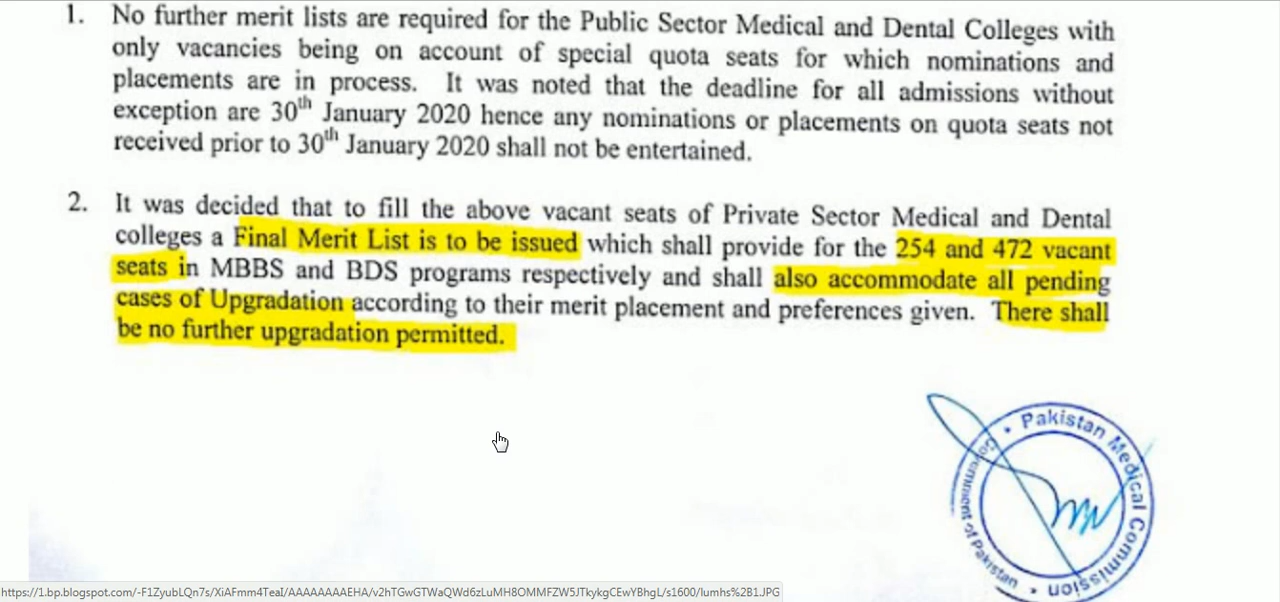 1. No further merit lists are required for the Public Sector Medical and Dental Colleges with
only vacancies being on account of special quota seats for which nominations and
placements are in process. It was noted that the deadline for all admissions without
exception are 30th January 2020 hence any nominations or placements on quota seats not
received prior to 30th January 2020 shall not be entertained.
2. It was decided that to fill the above vacant seats of Private Sector Medical and Dental
colleges a Final Merit List is to be issued which shall provide for the 254 and 472 vacant
seats in MBBS and BDS programs respectively and shall also accommodate all pending
cases of Upgradation according to their merit placement and preferences given. There shall
be no further upgradation permitted.
Pakistan Medical Commission
Government of Pakistan
https://1.bp.blogspot.com/-F1ZyubLQn7s/XiAFmm4TeaI/AAAAAAAAEHA/v2hTGwGTWaQWd6zLuMH8OMMFZW5JTkykgCEwYBhgL/s1600/lumhs%2B1.JPG